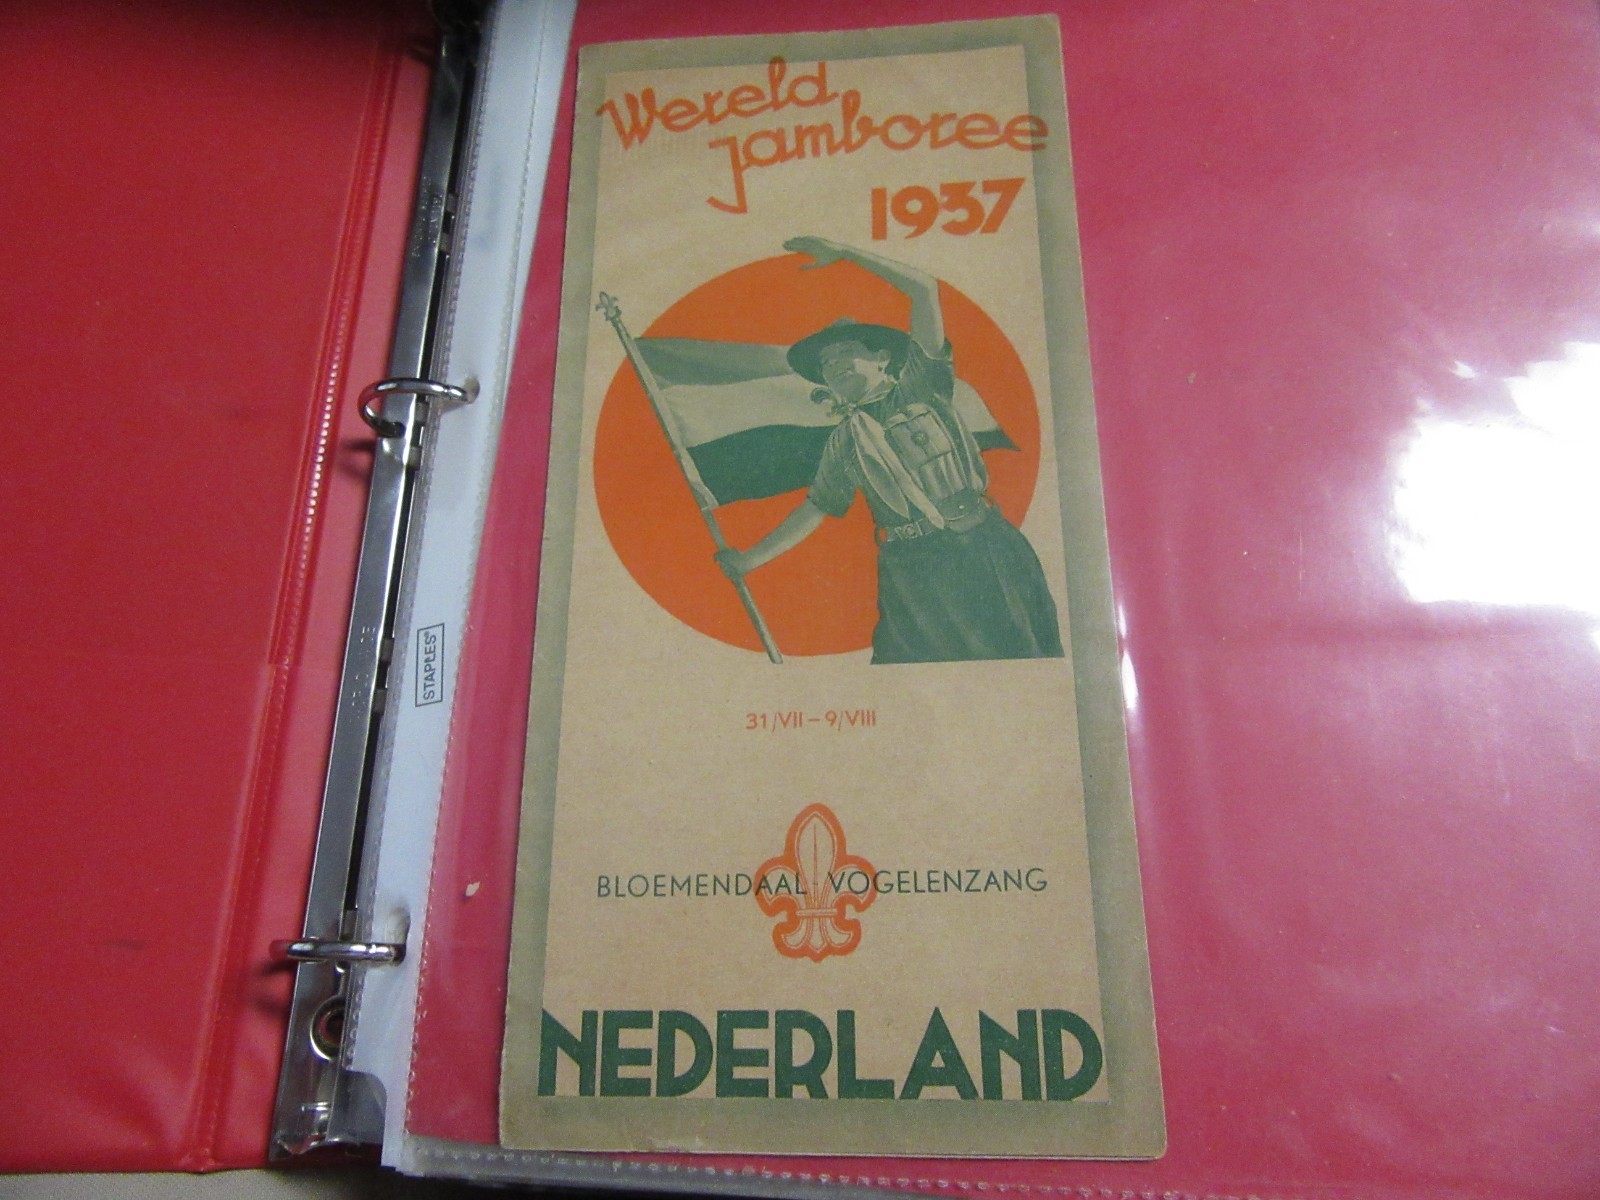 Wereld
jamboree
1937
31/VII – 9/VIII
BLOEMENDAAL · VOGELENZANG
NEDERLAND
STAPLES®